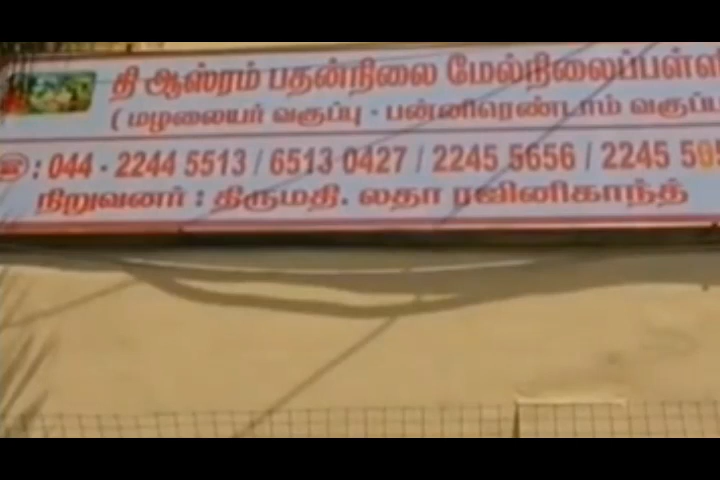 தி ஆஸ்ரம் பதன்நிலை மேல்நிலைப்பள்ளி
( மழலையர் வகுப்பு - பன்னிரெண்டாம் வகுப்பு
: 044 - 2244 5513 / 6513 0427 / 2245 5656 / 2245 505
நிறுவனர் : திருமதி. லதா ரஜினிகாந்த்